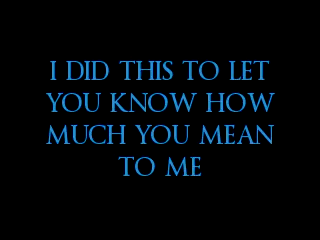 I DID THIS TO LET
YOU KNOW HOW
MUCH YOU MEAN
TO ME